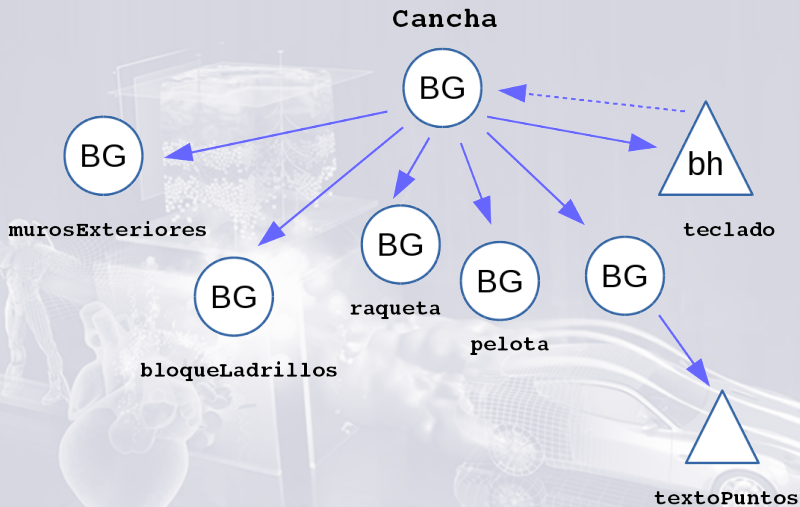 Cancha
BG
BG
murosExteriores
bh
teclado
BG
raqueta
BG
pelota
BG
BG
bloqueLadrillos
textoPuntos